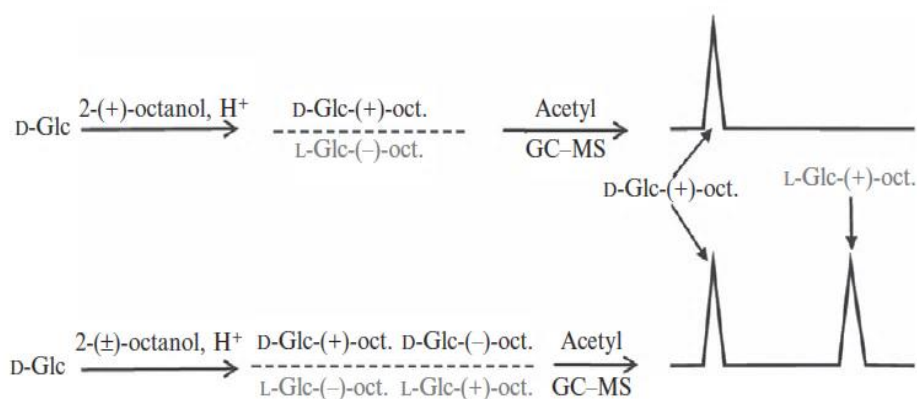 D-Glc 2-(+)-octanol, H⁺ D-Glc-(+)-oct. Acetyl
L-Glc-(–)-oct. GC–MS
D-Glc-(+)-oct. L-Glc-(+)-oct.
D-Glc 2-(±)-octanol, H⁺ D-Glc-(+)-oct. D-Glc-(–)-oct. Acetyl
L-Glc-(–)-oct. L-Glc-(+)-oct. GC–MS